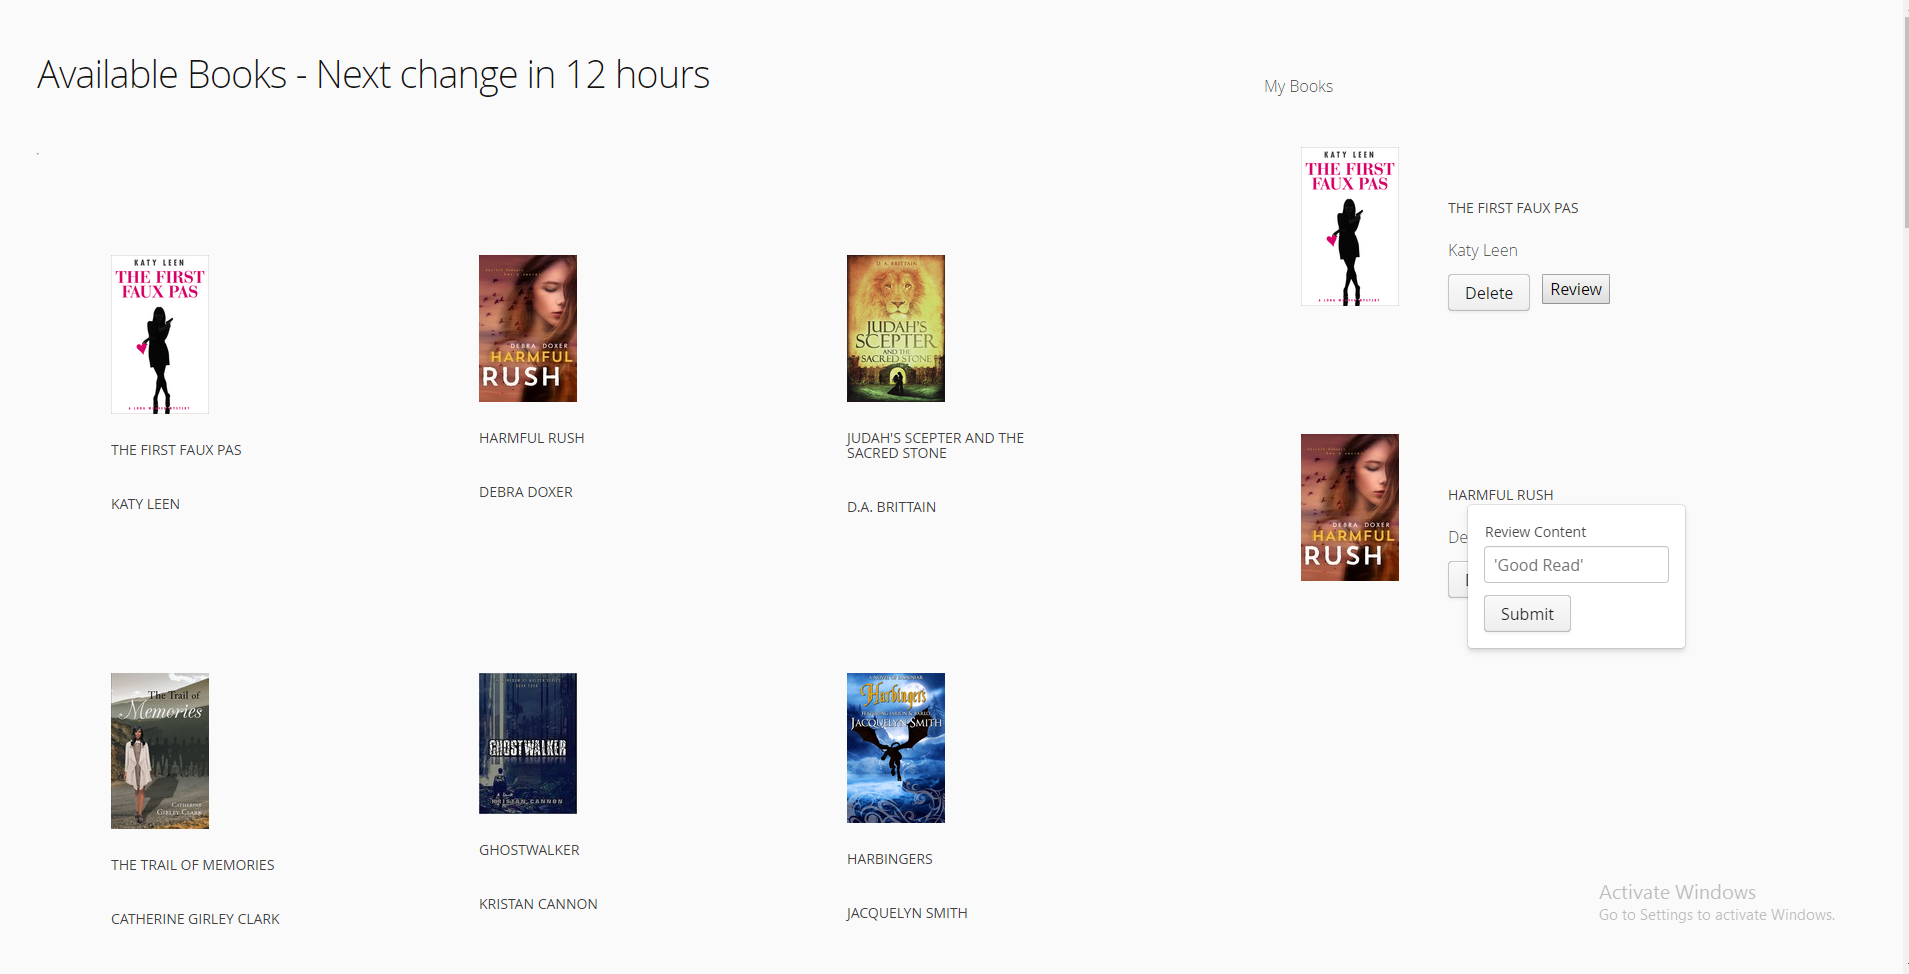 Available Books - Next change in 12 hours
My Books
KATY LEEN
THE FIRST
FAUX PAS
THE FIRST FAUX PAS
Katy Leen
Delete
Review
KATY LEEN
THE FIRST
FAUX PAS
THE FIRST FAUX PAS
KATY LEEN
DEBRA DOXER
HARMFUL
RUSH
HARMFUL RUSH
DEBRA DOXER
D. A. BRITTAIN
JUDAH'S
SCEPTER
AND THE
SACRED STONE
JUDAH'S SCEPTER AND THE
SACRED STONE
D.A. BRITTAIN
DEBRA DOXER
HARMFUL
RUSH
HARMFUL RUSH
De
Review Content
'Good Read'
Submit
The Trail of
Memories
CATHERINE
GIRLEY CLARK
THE TRAIL OF MEMORIES
CATHERINE GIRLEY CLARK
GHOSTWALKER
KRISTAN CANNON
GHOSTWALKER
KRISTAN CANNON
Harbingers
JACQUELYN SMITH
HARBINGERS
JACQUELYN SMITH
Activate Windows
Go to Settings to activate Windows.